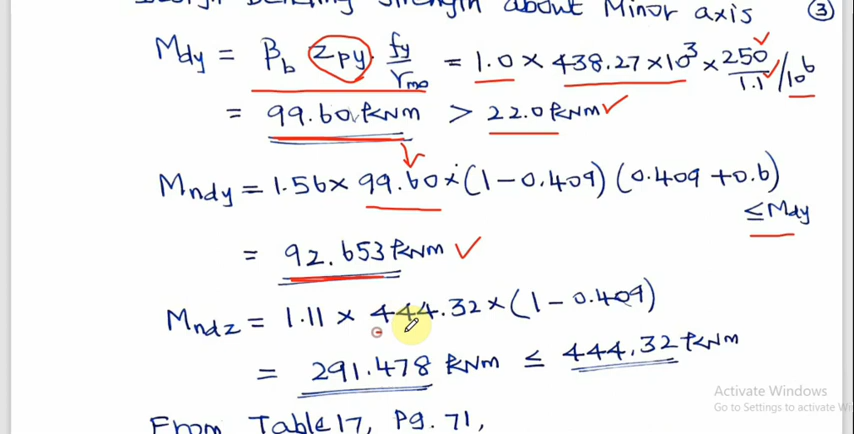 Design Bending Strength about Minor axis ③
Mdy = βb Zpy fy/γmo = 1.0 × 438.27 × 10³ × 250/1.1 / 10⁶
= 99.60 kNm > 22.0 kNm ✓
Mndy = 1.56 × 99.60 × (1 – 0.409) (0.409 + 0.6)
≤ Mdy
= 92.653 kNm ✓
Mndz = 1.11 × 444.32 × (1 – 0.409)
= 291.478 kNm ≤ 444.32 kNm
From Table 17, Pg. 71,
Activate Windows
Go to Settings to activate W